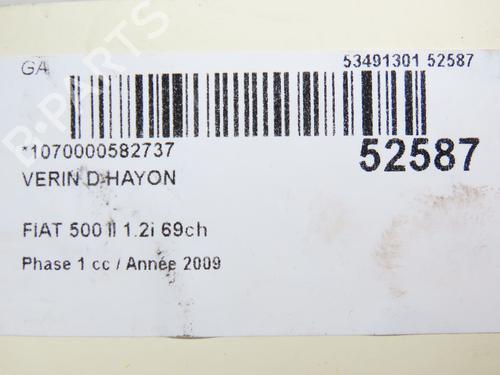 GA
53491301 52587
*1070000582737
52587
VERIN D HAYON
FIAT 500 II 1.2i 69ch
Phase 1 cc / Année 2009
B-PARTS